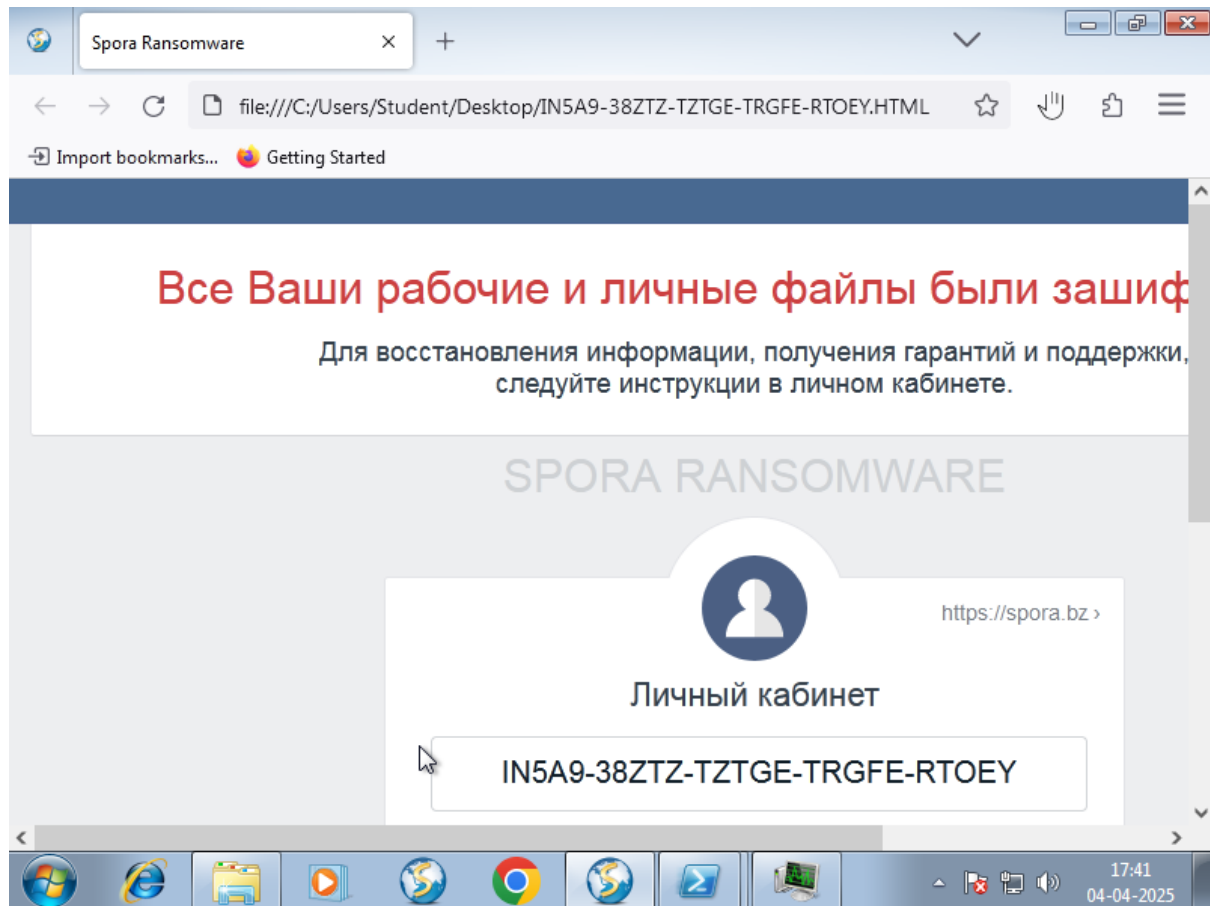 Spora Ransomware
file:///C:/Users/Student/Desktop/IN5A9-38ZTZ-TZTGE-TRGFE-RTOEY.HTML
Import bookmarks... Getting Started
Все Ваши рабочие и личные файлы были зашиф
Для восстановления информации, получения гарантий и поддержки,
следуйте инструкции в личном кабинете.
SPORA RANSOMWARE
https://spora.bz ›
Личный кабинет
IN5A9-38ZTZ-TZTGE-TRGFE-RTOEY
17:41
04-04-2025